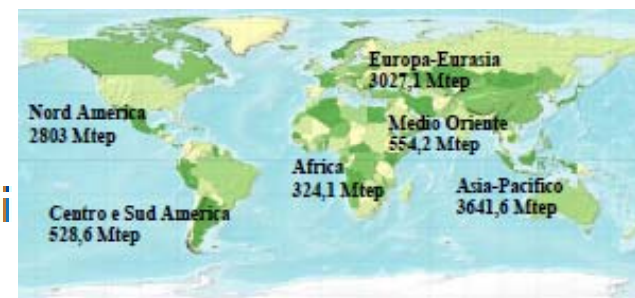 Europa-Eurasia
3027,1 Mtep
Nord America
2803 Mtep
Medio Oriente
554,2 Mtep
Africa
324,1 Mtep
Asia-Pacifico
3641,6 Mtep
Centro e Sud America
528,6 Mtep
i